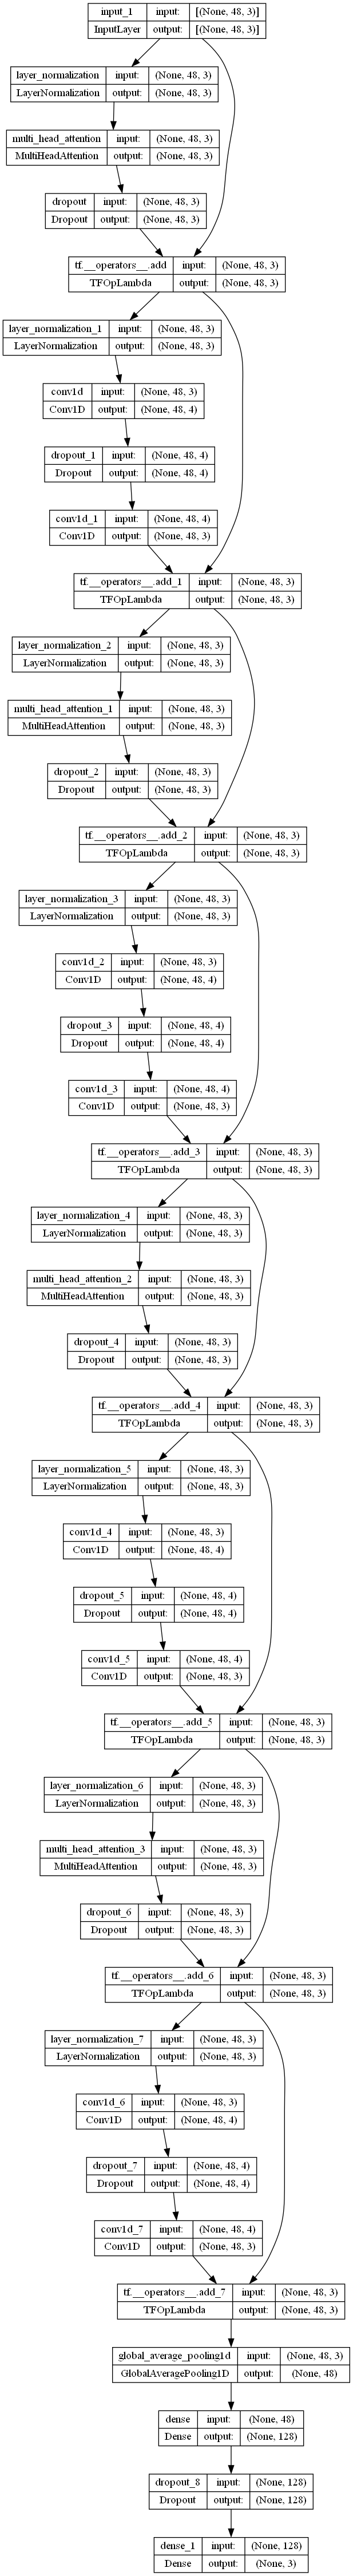 input_1 input: [(None, 48, 3)]
InputLayer output: [(None, 48, 3)]
layer_normalization input: (None, 48, 3)
LayerNormalization output: (None, 48, 3)
multi_head_attention input: (None, 48, 3)
MultiHeadAttention output: (None, 48, 3)
dropout input: (None, 48, 3)
Dropout output: (None, 48, 3)
tf.__operators__.add input: (None, 48, 3)
TFOpLambda output: (None, 48, 3)
layer_normalization_1 input: (None, 48, 3)
LayerNormalization output: (None, 48, 3)
conv1d input: (None, 48, 3)
Conv1D output: (None, 48, 4)
dropout_1 input: (None, 48, 4)
Dropout output: (None, 48, 4)
conv1d_1 input: (None, 48, 4)
Conv1D output: (None, 48, 3)
tf.__operators__.add_1 input: (None, 48, 3)
TFOpLambda output: (None, 48, 3)
layer_normalization_2 input: (None, 48, 3)
LayerNormalization output: (None, 48, 3)
multi_head_attention_1 input: (None, 48, 3)
MultiHeadAttention output: (None, 48, 3)
dropout_2 input: (None, 48, 3)
Dropout output: (None, 48, 3)
tf.__operators__.add_2 input: (None, 48, 3)
TFOpLambda output: (None, 48, 3)
layer_normalization_3 input: (None, 48, 3)
LayerNormalization output: (None, 48, 3)
conv1d_2 input: (None, 48, 3)
Conv1D output: (None, 48, 4)
dropout_3 input: (None, 48, 4)
Dropout output: (None, 48, 4)
conv1d_3 input: (None, 48, 4)
Conv1D output: (None, 48, 3)
tf.__operators__.add_3 input: (None, 48, 3)
TFOpLambda output: (None, 48, 3)
layer_normalization_4 input: (None, 48, 3)
LayerNormalization output: (None, 48, 3)
multi_head_attention_2 input: (None, 48, 3)
MultiHeadAttention output: (None, 48, 3)
dropout_4 input: (None, 48, 3)
Dropout output: (None, 48, 3)
tf.__operators__.add_4 input: (None, 48, 3)
TFOpLambda output: (None, 48, 3)
layer_normalization_5 input: (None, 48, 3)
LayerNormalization output: (None, 48, 3)
conv1d_4 input: (None, 48, 3)
Conv1D output: (None, 48, 4)
dropout_5 input: (None, 48, 4)
Dropout output: (None, 48, 4)
conv1d_5 input: (None, 48, 4)
Conv1D output: (None, 48, 3)
tf.__operators__.add_5 input: (None, 48, 3)
TFOpLambda output: (None, 48, 3)
layer_normalization_6 input: (None, 48, 3)
LayerNormalization output: (None, 48, 3)
multi_head_attention_3 input: (None, 48, 3)
MultiHeadAttention output: (None, 48, 3)
dropout_6 input: (None, 48, 3)
Dropout output: (None, 48, 3)
tf.__operators__.add_6 input: (None, 48, 3)
TFOpLambda output: (None, 48, 3)
layer_normalization_7 input: (None, 48, 3)
LayerNormalization output: (None, 48, 3)
conv1d_6 input: (None, 48, 3)
Conv1D output: (None, 48, 4)
dropout_7 input: (None, 48, 4)
Dropout output: (None, 48, 4)
conv1d_7 input: (None, 48, 4)
Conv1D output: (None, 48, 3)
tf.__operators__.add_7 input: (None, 48, 3)
TFOpLambda output: (None, 48, 3)
global_average_pooling1d input: (None, 48, 3)
GlobalAveragePooling1D output: (None, 48)
dense input: (None, 48)
Dense output: (None, 128)
dropout_8 input: (None, 128)
Dropout output: (None, 128)
dense_1 input: (None, 128)
Dense output: (None, 3)